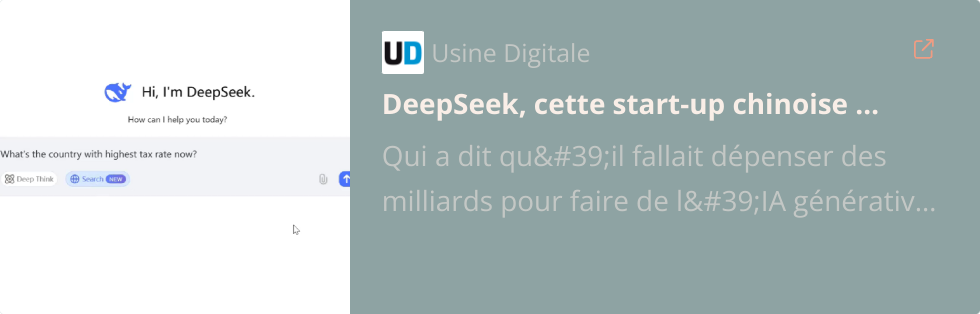 Hi, I'm DeepSeek.
How can I help you today?
What's the country with highest tax rate now?
Deep Think
Search NEW
UD Usine Digitale
DeepSeek, cette start-up chinoise ...
Qui a dit qu&#39;il fallait dépenser des
milliards pour faire de l&#39;IA générativ...